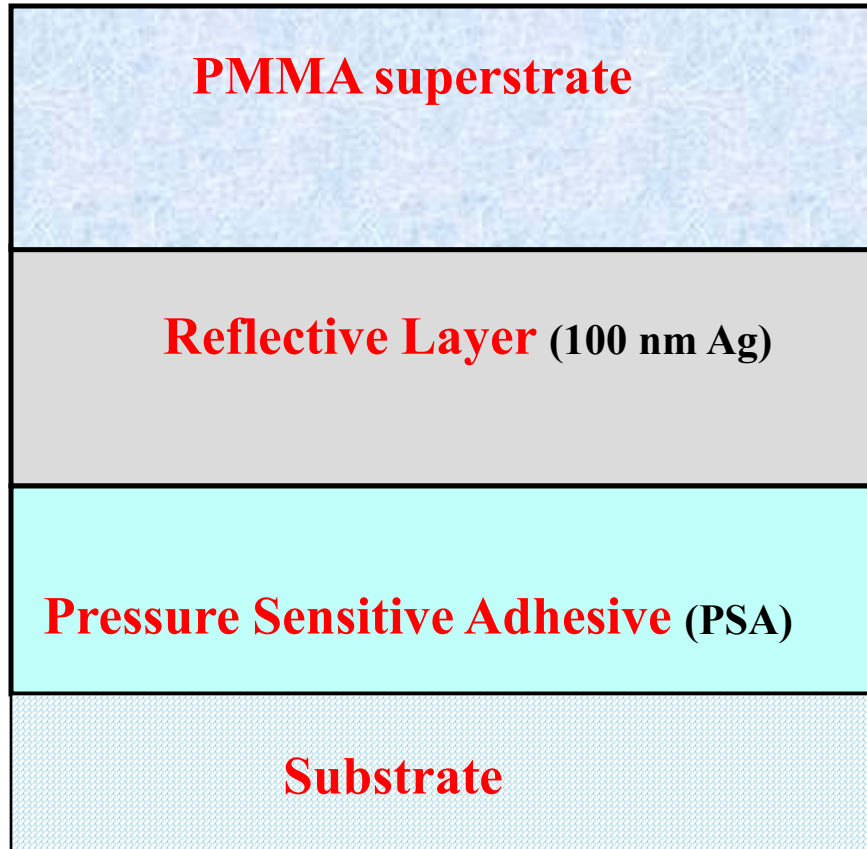 PMMA superstrate
Reflective Layer (100 nm Ag)
Pressure Sensitive Adhesive (PSA)
Substrate